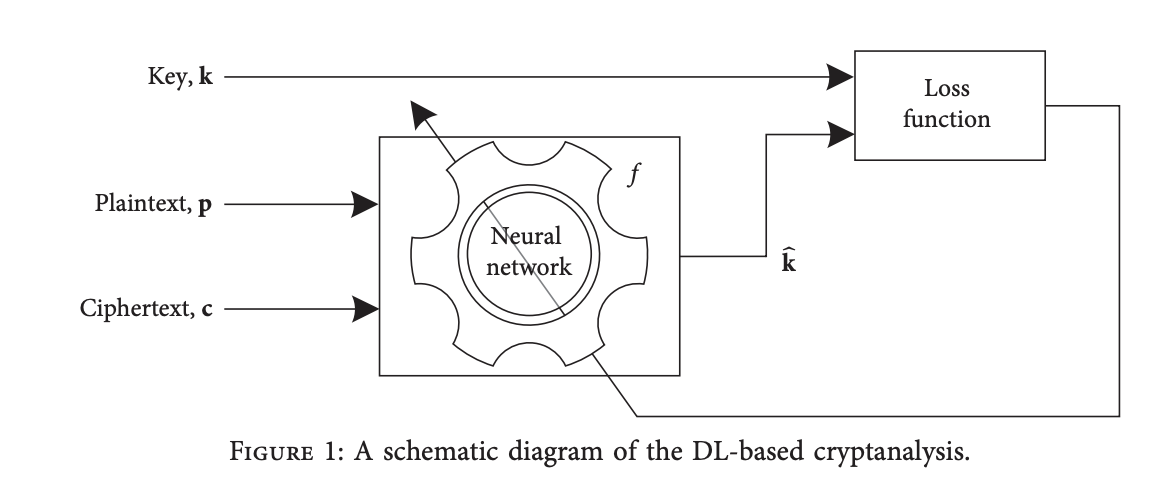 Key, k
Loss
function
f
Plaintext, p
Neural
network
k̂
Ciphertext, c
FIGURE 1: A schematic diagram of the DL-based cryptanalysis.